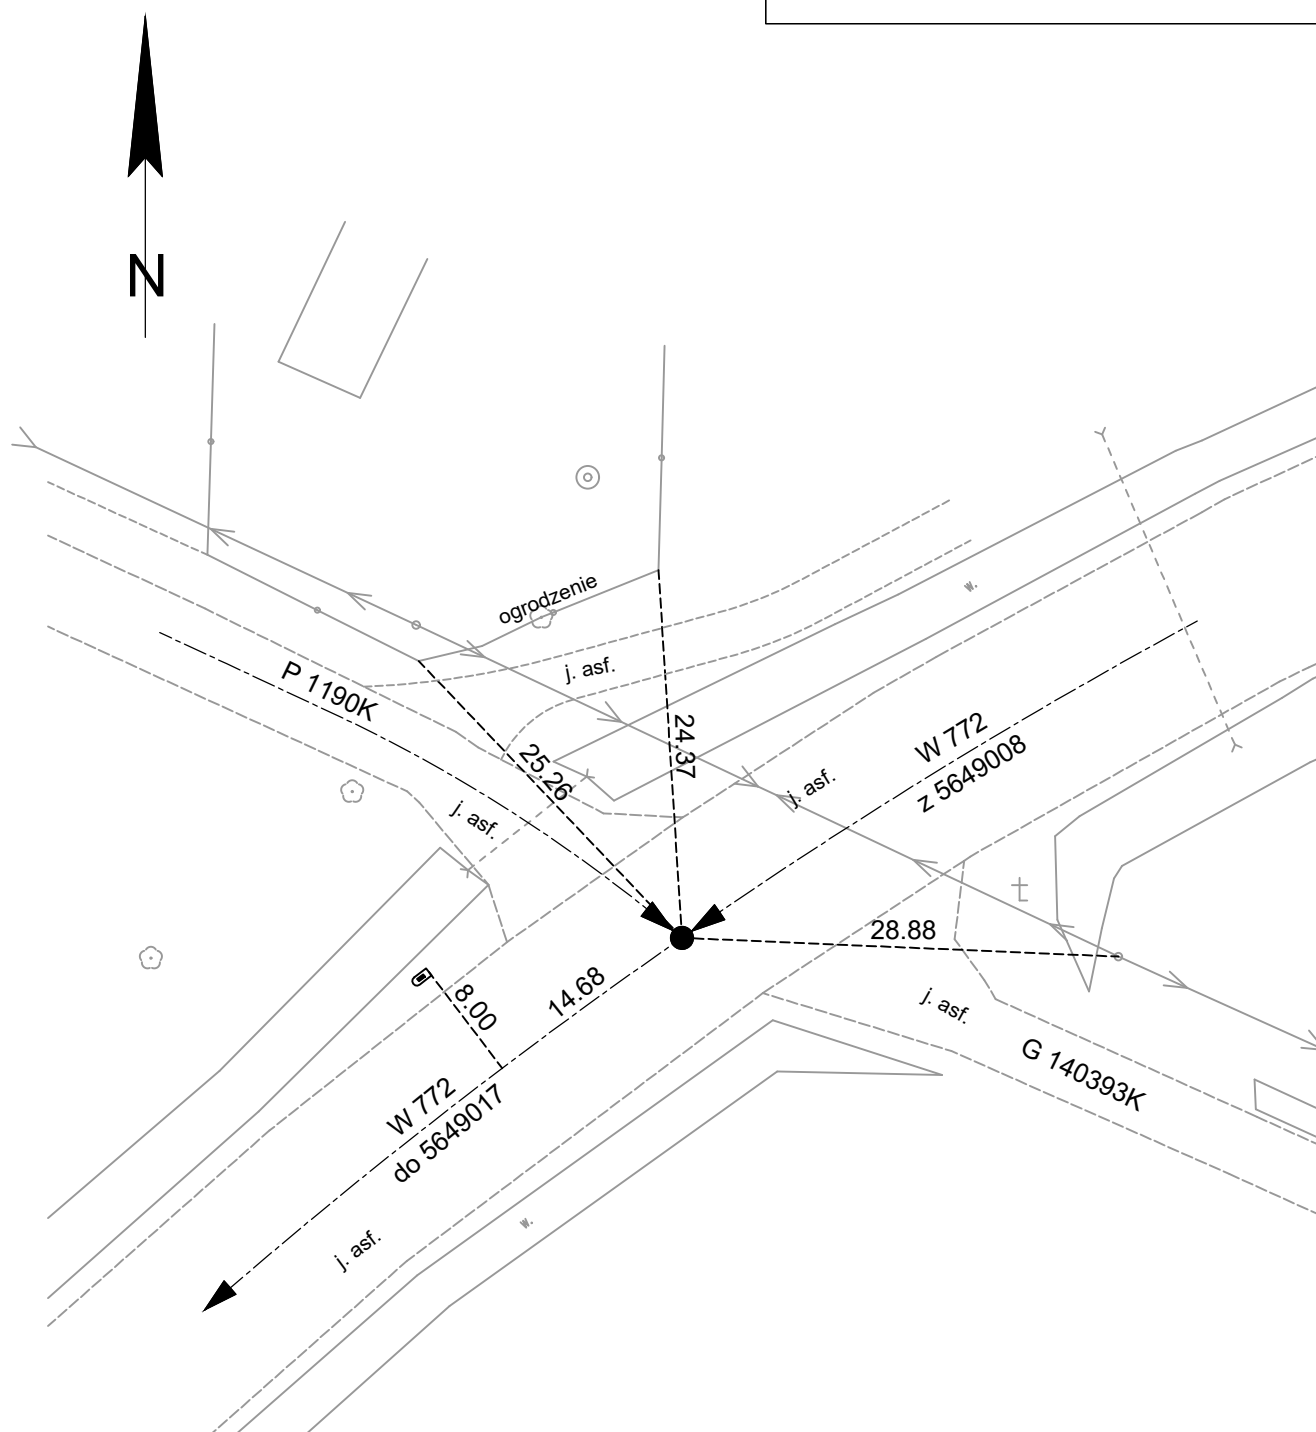 N
ogrodzenie
w.
j. asf.
P 1190K
24.37
W 772
z 5649008
25.26
j. asf.
j. asf.
t
28.88
14.68
8.00
j. asf.
G 140393K
W 772
do 5649017
w.
j. asf.